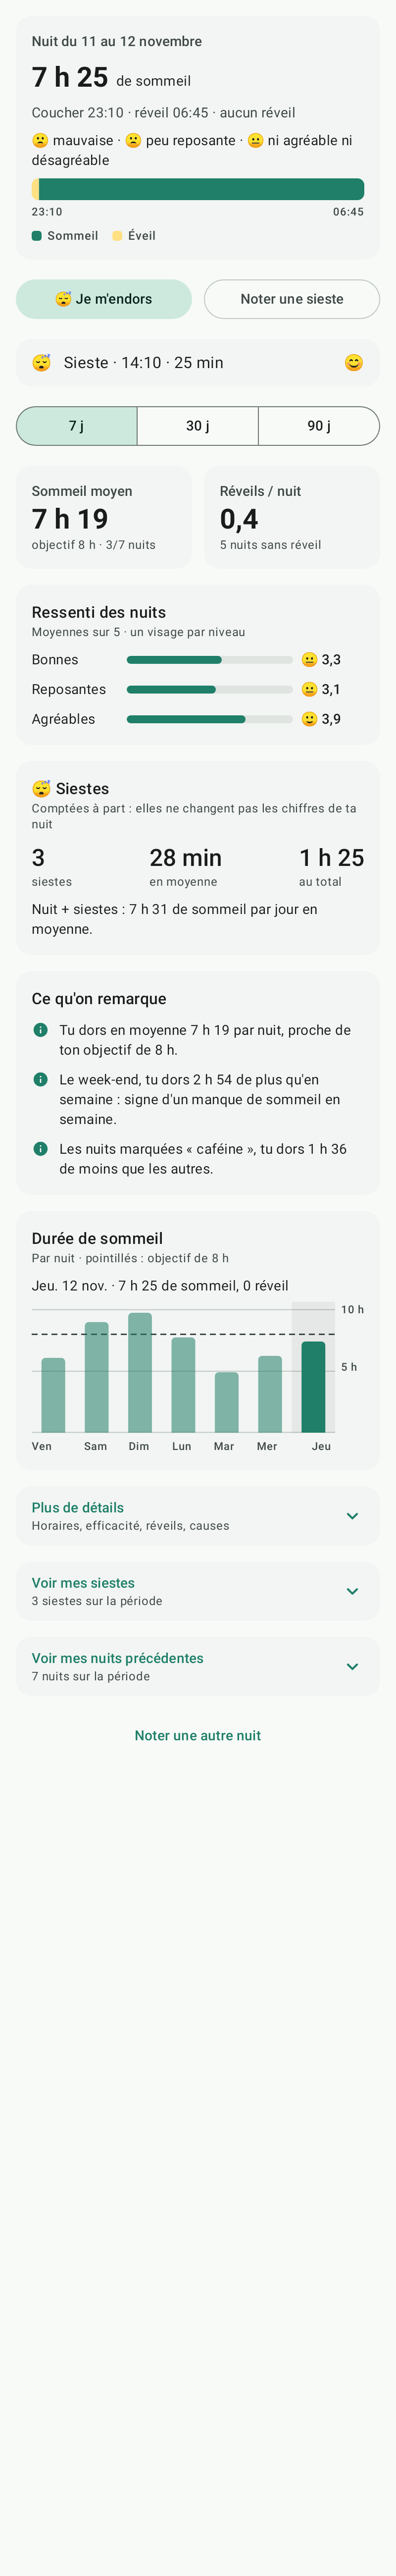 Nuit du 11 au 12 novembre
7 h 25 de sommeil
Coucher 23:10 · réveil 06:45 · aucun réveil
🙁 mauvaise · 🙁 peu reposante · 😐 ni agréable ni
désagréable
23:10 06:45
Sommeil Éveil
😴 Je m'endors Noter une sieste
😴 Sieste · 14:10 · 25 min 😊
7 j 30 j 90 j
Sommeil moyen
7 h 19
objectif 8 h · 3/7 nuits
Réveils / nuit
0,4
5 nuits sans réveil
Ressenti des nuits
Moyennes sur 5 · un visage par niveau
Bonnes 😐 3,3
Reposantes 😐 3,1
Agréables 🙂 3,9
😴 Siestes
Comptées à part : elles ne changent pas les chiffres de ta
nuit
3 28 min 1 h 25
siestes en moyenne au total
Nuit + siestes : 7 h 31 de sommeil par jour en
moyenne.
Ce qu'on remarque
Tu dors en moyenne 7 h 19 par nuit, proche de
ton objectif de 8 h.
Le week-end, tu dors 2 h 54 de plus qu'en
semaine : signe d'un manque de sommeil en
semaine.
Les nuits marquées « caféine », tu dors 1 h 36
de moins que les autres.
Durée de sommeil
Par nuit · pointillés : objectif de 8 h
Jeu. 12 nov. · 7 h 25 de sommeil, 0 réveil
10 h
5 h
Ven Sam Dim Lun Mar Mer Jeu
Plus de détails
Horaires, efficacité, réveils, causes
Voir mes siestes
3 siestes sur la période
Voir mes nuits précédentes
7 nuits sur la période
Noter une autre nuit